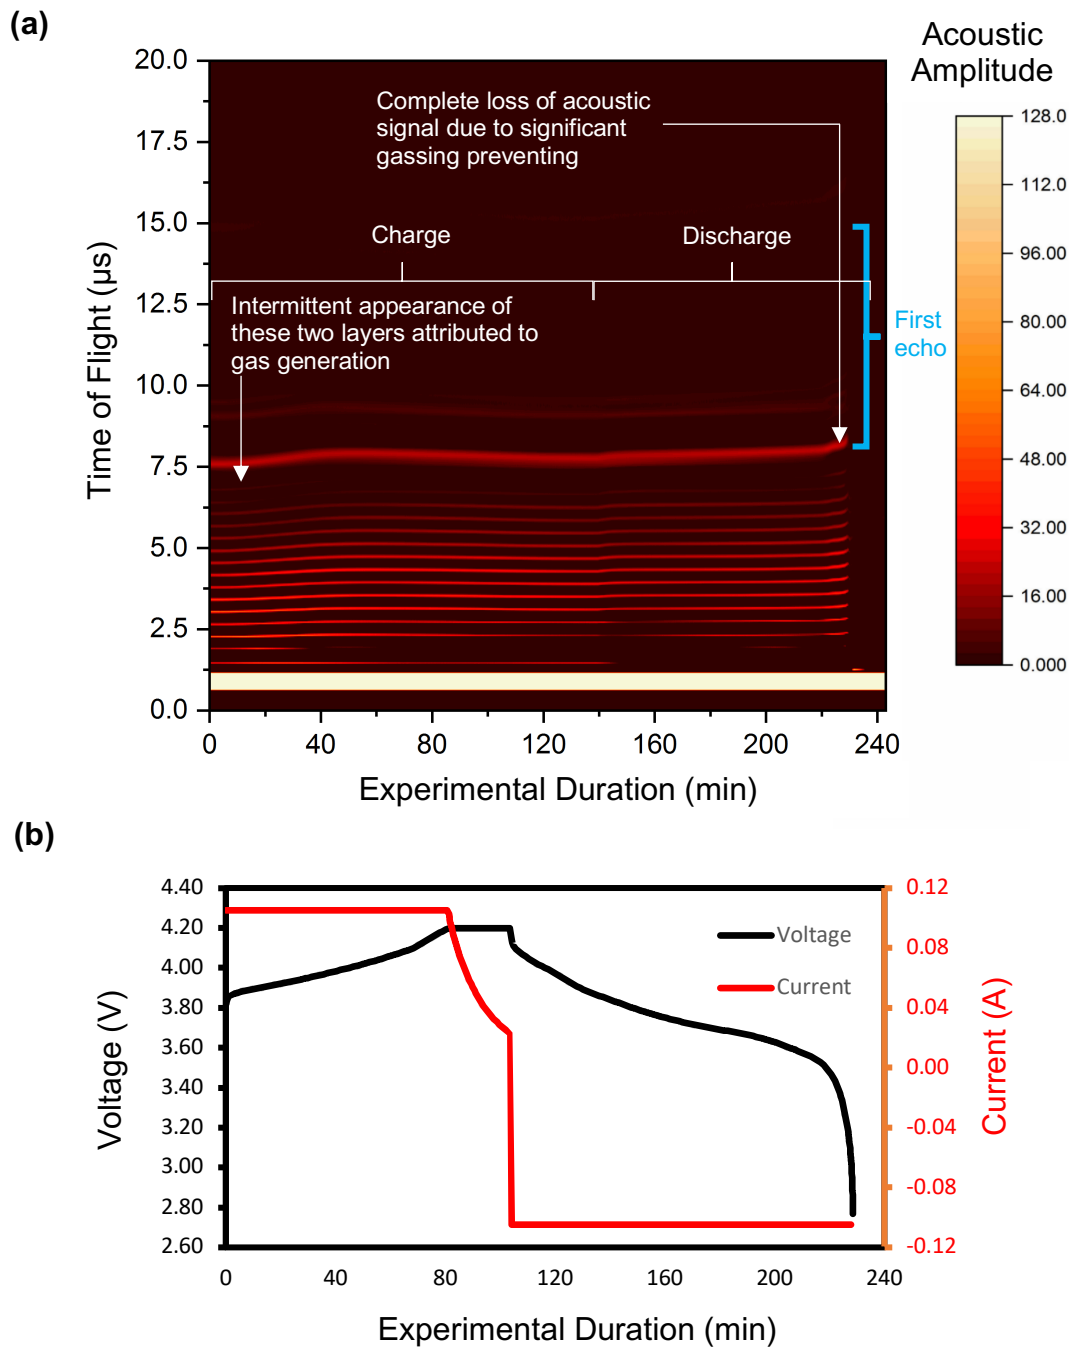 (a)
Acoustic
Amplitude
20.0
17.5
15.0
12.5
10.0
7.5
5.0
2.5
0.0
Time of Flight (µs)
Complete loss of acoustic
signal due to significant
gassing preventing
Charge
Discharge
Intermittent appearance of
these two layers attributed to
gas generation
First
echo
128.0
112.0
96.00
80.00
64.00
48.00
32.00
16.00
0.000
0
40
80
120
160
200
240
Experimental Duration (min)
(b)
4.40
4.20
4.00
3.80
3.60
3.40
3.20
3.00
2.80
2.60
Voltage (V)
Voltage
Current
0.12
0.08
0.04
0.00
-0.04
-0.08
-0.12
Current (A)
0
40
80
120
160
200
240
Experimental Duration (min)